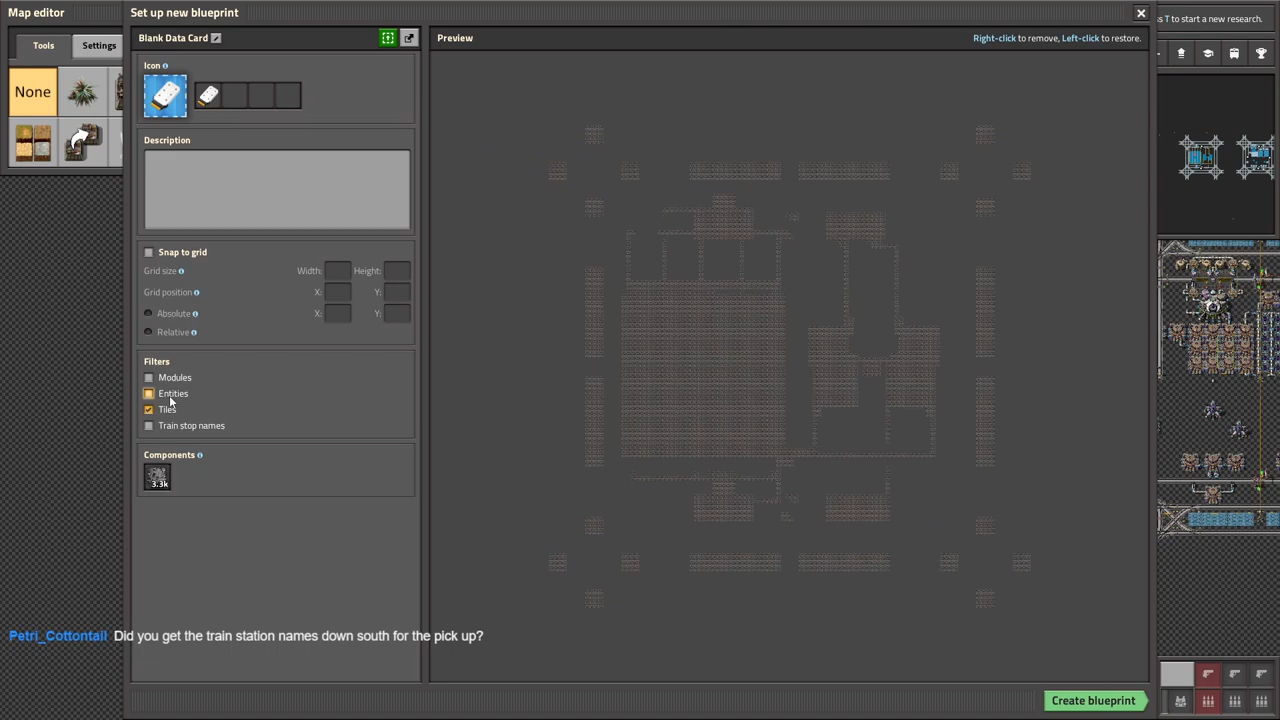 Map editor
Set up new blueprint
ss T to start a new research.
Tools
Settings
Blank Data Card
Preview
Right-click to remove, Left-click to restore.
Icon
None
Description
Snap to grid
Grid size
Width:
Height:
Grid position
X:
Y:
Absolute
X:
Y:
Relative
Filters
Modules
Entities
Tiles
Train stop names
Components
3.3k
Petri_Cottontail Did you get the train station names down south for the pick up?
Create blueprint